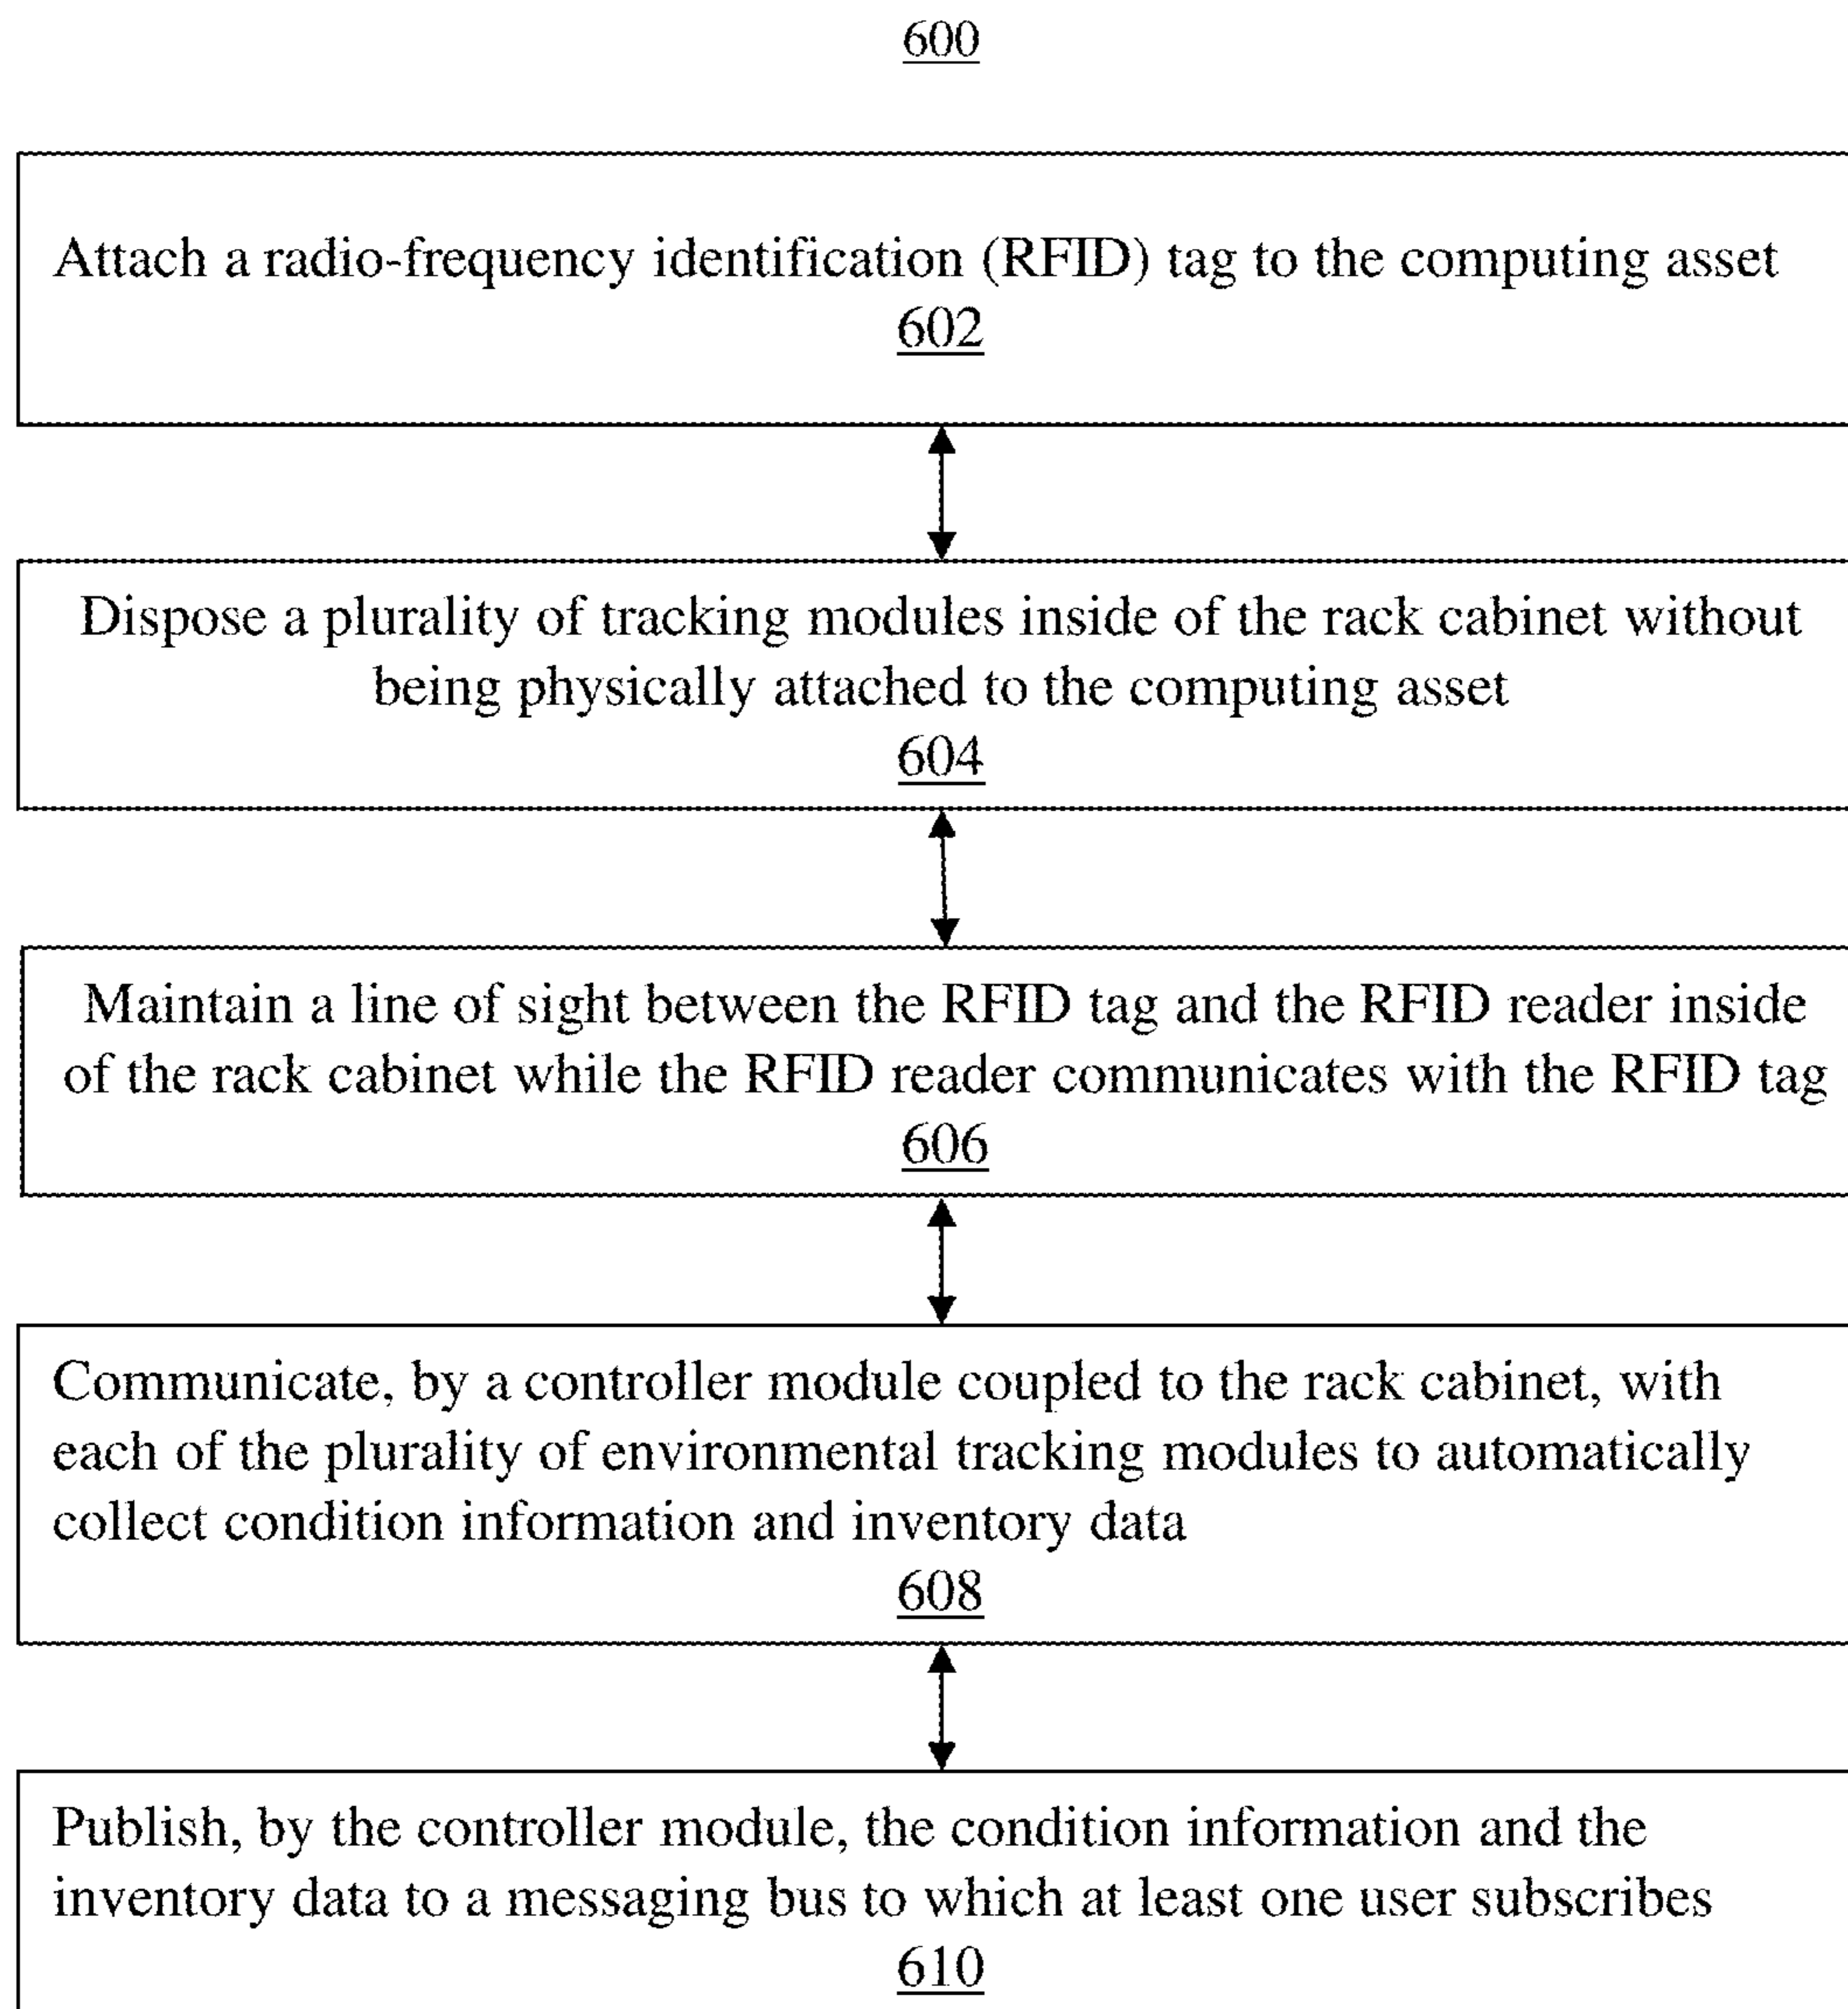 600
Attach a radio-frequency identification (RFID) tag to the computing asset
602
Dispose a plurality of tracking modules inside of the rack cabinet without
being physically attached to the computing asset
604
Maintain a line of sight between the RFID tag and the RFID reader inside
of the rack cabinet while the RFID reader communicates with the RFID tag
606
Communicate, by a controller module coupled to the rack cabinet, with
each of the plurality of environmental tracking modules to automatically
collect condition information and inventory data
608
Publish, by the controller module, the condition information and the
inventory data to a messaging bus to which at least one user subscribes
610